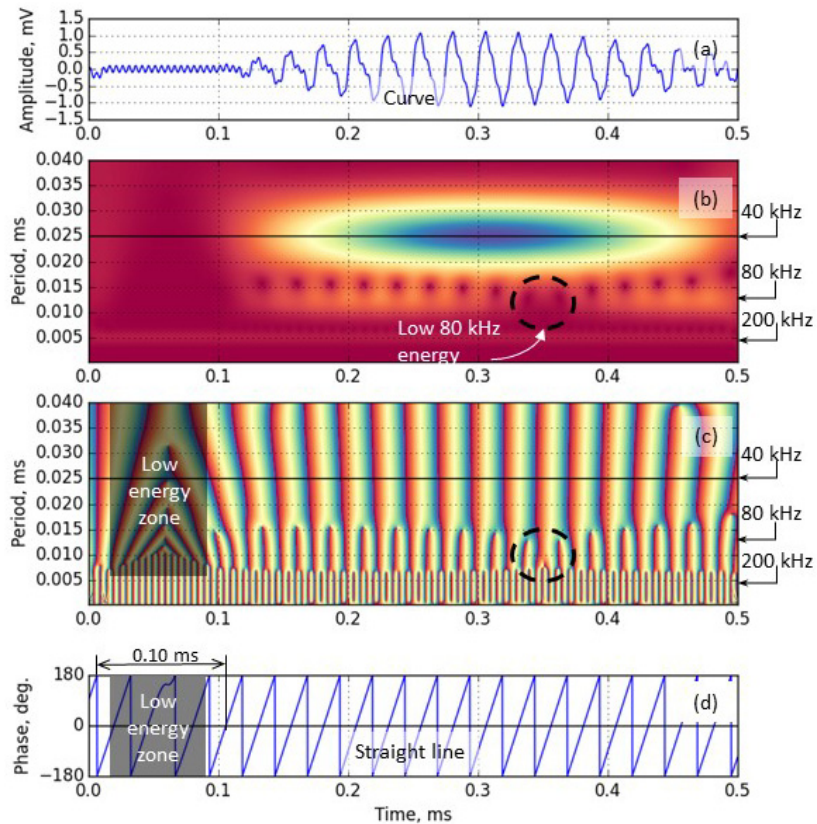 Amplitude, mV
1.5
1.0
0.5
0.0
−0.5
−1.0
−1.5
(a)
Curve
0.0
0.1
0.2
0.3
0.4
0.5
Period, ms
0.040
0.035
0.030
0.025
0.020
0.015
0.010
0.005
(b)
40 kHz
80 kHz
200 kHz
Low 80 kHz
energy
0.0
0.1
0.2
0.3
0.4
0.5
Period, ms
0.040
0.035
0.030
0.025
0.020
0.015
0.010
0.005
(c)
Low
energy
zone
40 kHz
80 kHz
200 kHz
0.0
0.1
0.2
0.3
0.4
0.5
0.10 ms
Phase, deg.
180
0
−180
(d)
Low
energy
zone
Straight line
0.0
0.1
0.2
0.3
0.4
0.5
Time, ms